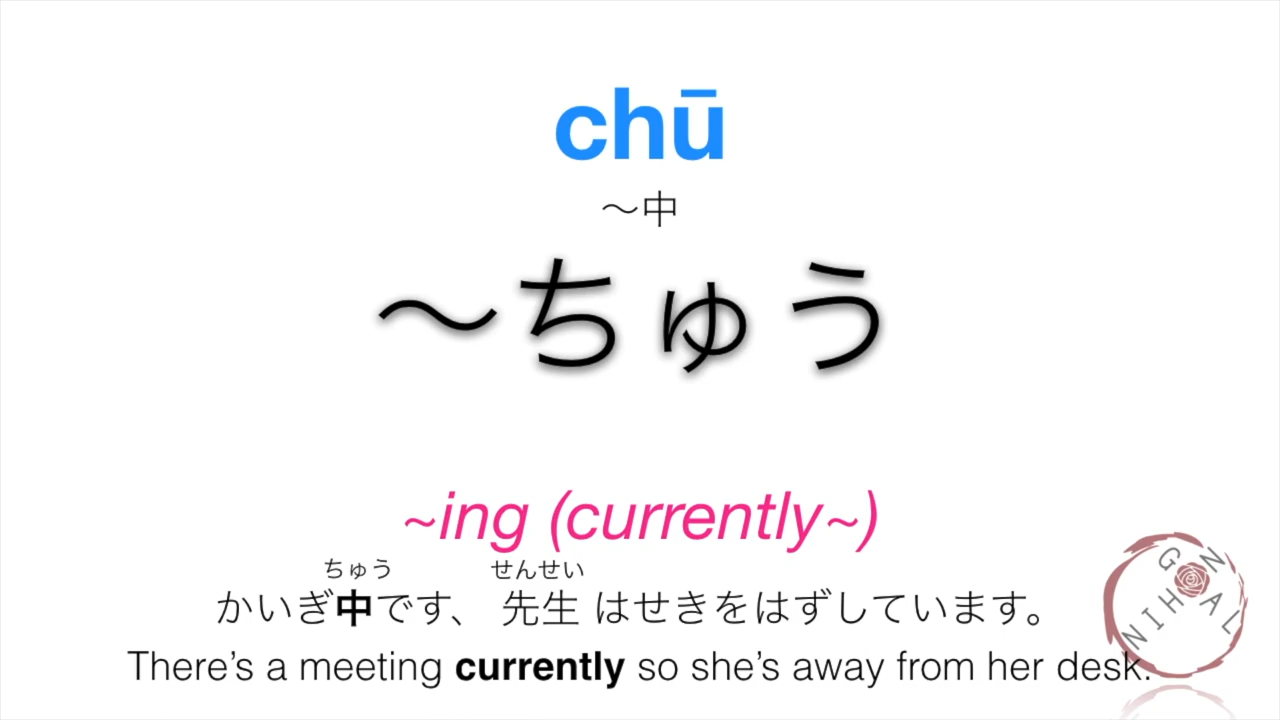 chū
〜中
〜ちゅう
~ing (currently~)
ちゅう せんせい
かいぎ中です、 先生 はせきをはずしています。
There’s a meeting currently so she’s away from her desk.
NIHONGAL